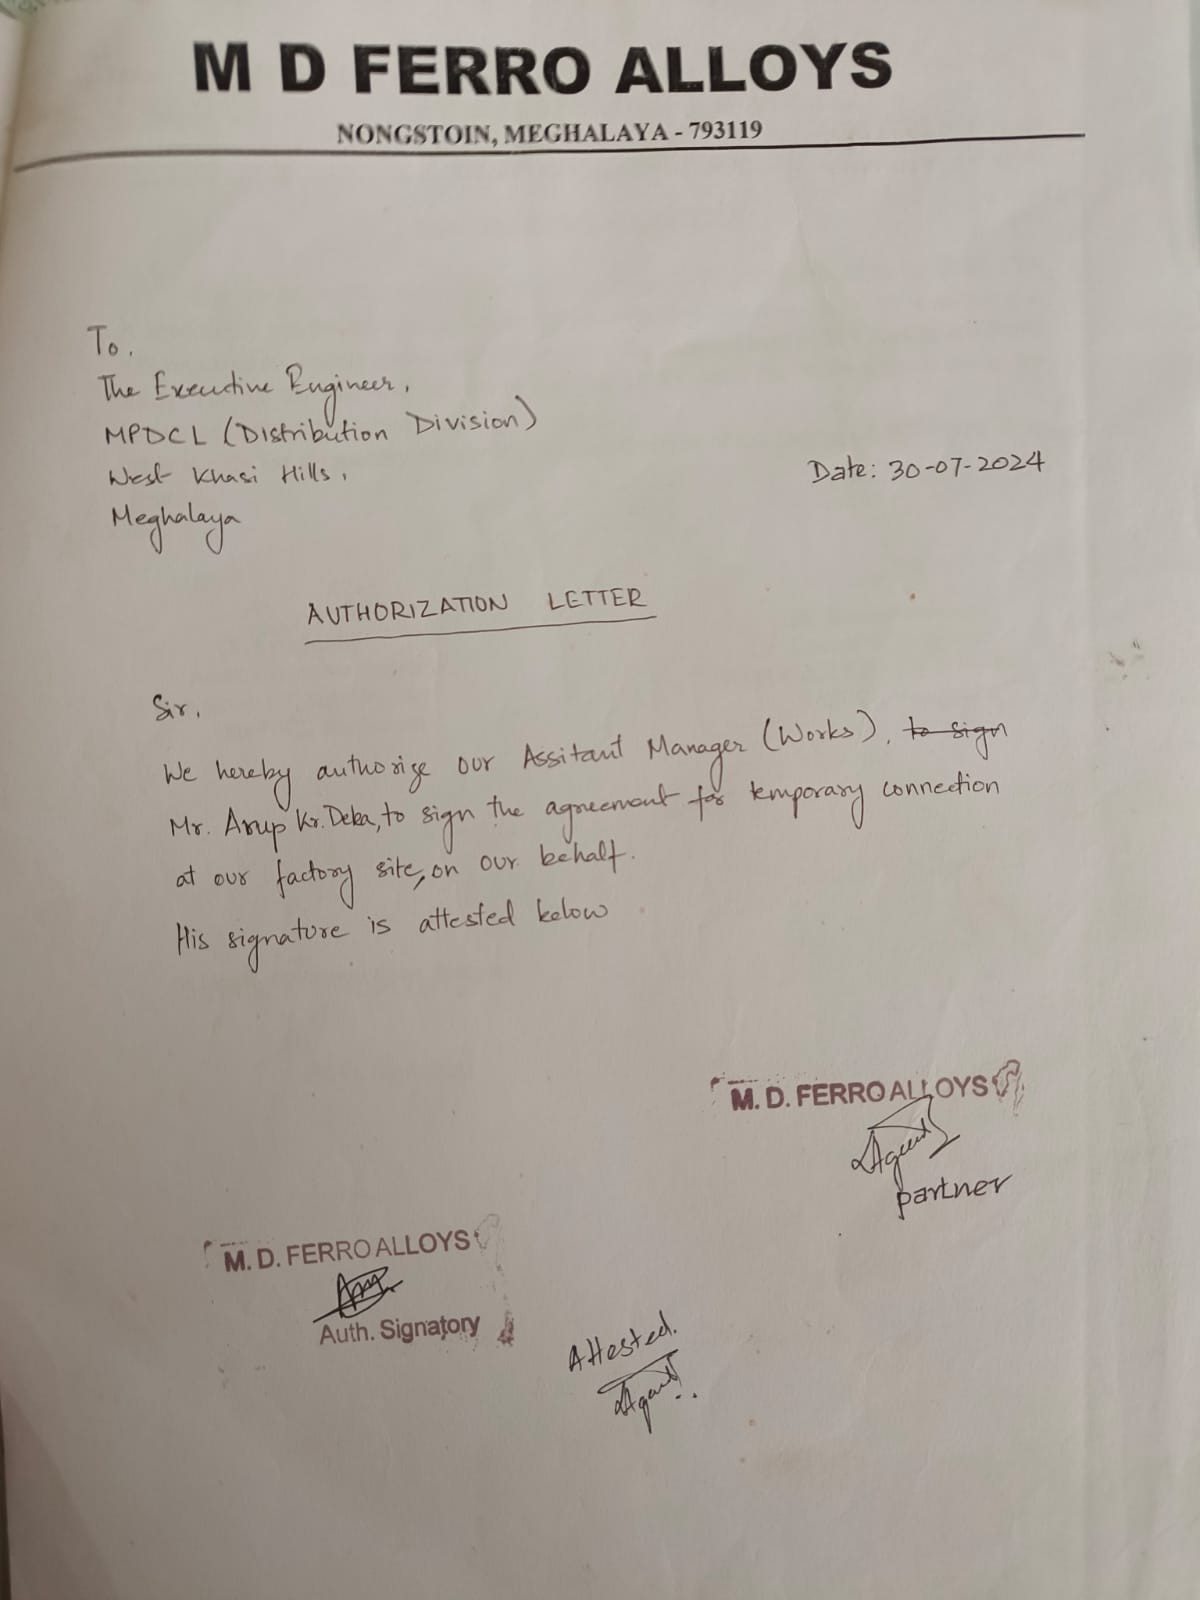 M D FERRO ALLOYS
NONGSTOIN, MEGHALAYA - 793119
To,
The Executive Engineer,
MPDCL (Distribution Division)
West Khasi Hills,
Meghalaya
Date: 30-07-2024
AUTHORIZATION LETTER
Sir,
We hereby authorize our Assitant Manager (Works), to sign
Mr. Arup Kr. Deka, to sign the agreement for temporary connection
at our factory site, on our behalf.
His signature is attested below
M. D. FERRO ALLOYS
partner
M. D. FERRO ALLOYS
Auth. Signatory
Attested.